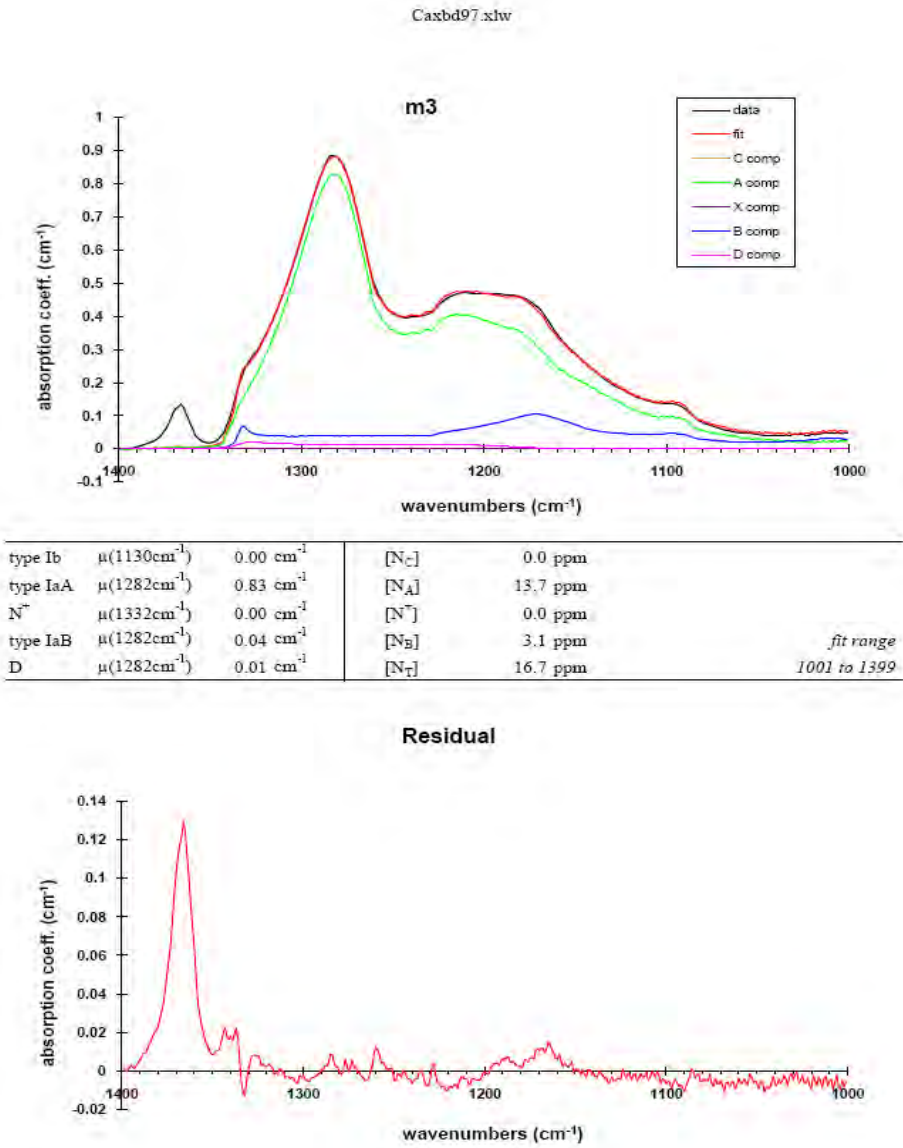 Caxbd97.xlw
m3
1
0.9
0.8
0.7
0.6
0.5
0.4
0.3
0.2
0.1
0
-0.1
absorption coeff. (cm⁻¹)
data
fit
C comp
A comp
X comp
B comp
D comp
1400 1300 1200 1100 1000
wavenumbers (cm⁻¹)
type Ib μ(1130cm⁻¹) 0.00 cm⁻¹ [N_C] 0.0 ppm
type IaA μ(1282cm⁻¹) 0.83 cm⁻¹ [N_A] 13.7 ppm
N⁺ μ(1332cm⁻¹) 0.00 cm⁻¹ [N⁺] 0.0 ppm
type IaB μ(1282cm⁻¹) 0.04 cm⁻¹ [N_B] 3.1 ppm fit range
D μ(1282cm⁻¹) 0.01 cm⁻¹ [N_T] 16.7 ppm 1001 to 1399
Residual
0.14
0.12
0.1
0.08
0.06
0.04
0.02
0
-0.02
absorption coeff. (cm⁻¹)
1400 1300 1200 1100 1000
wavenumbers (cm⁻¹)